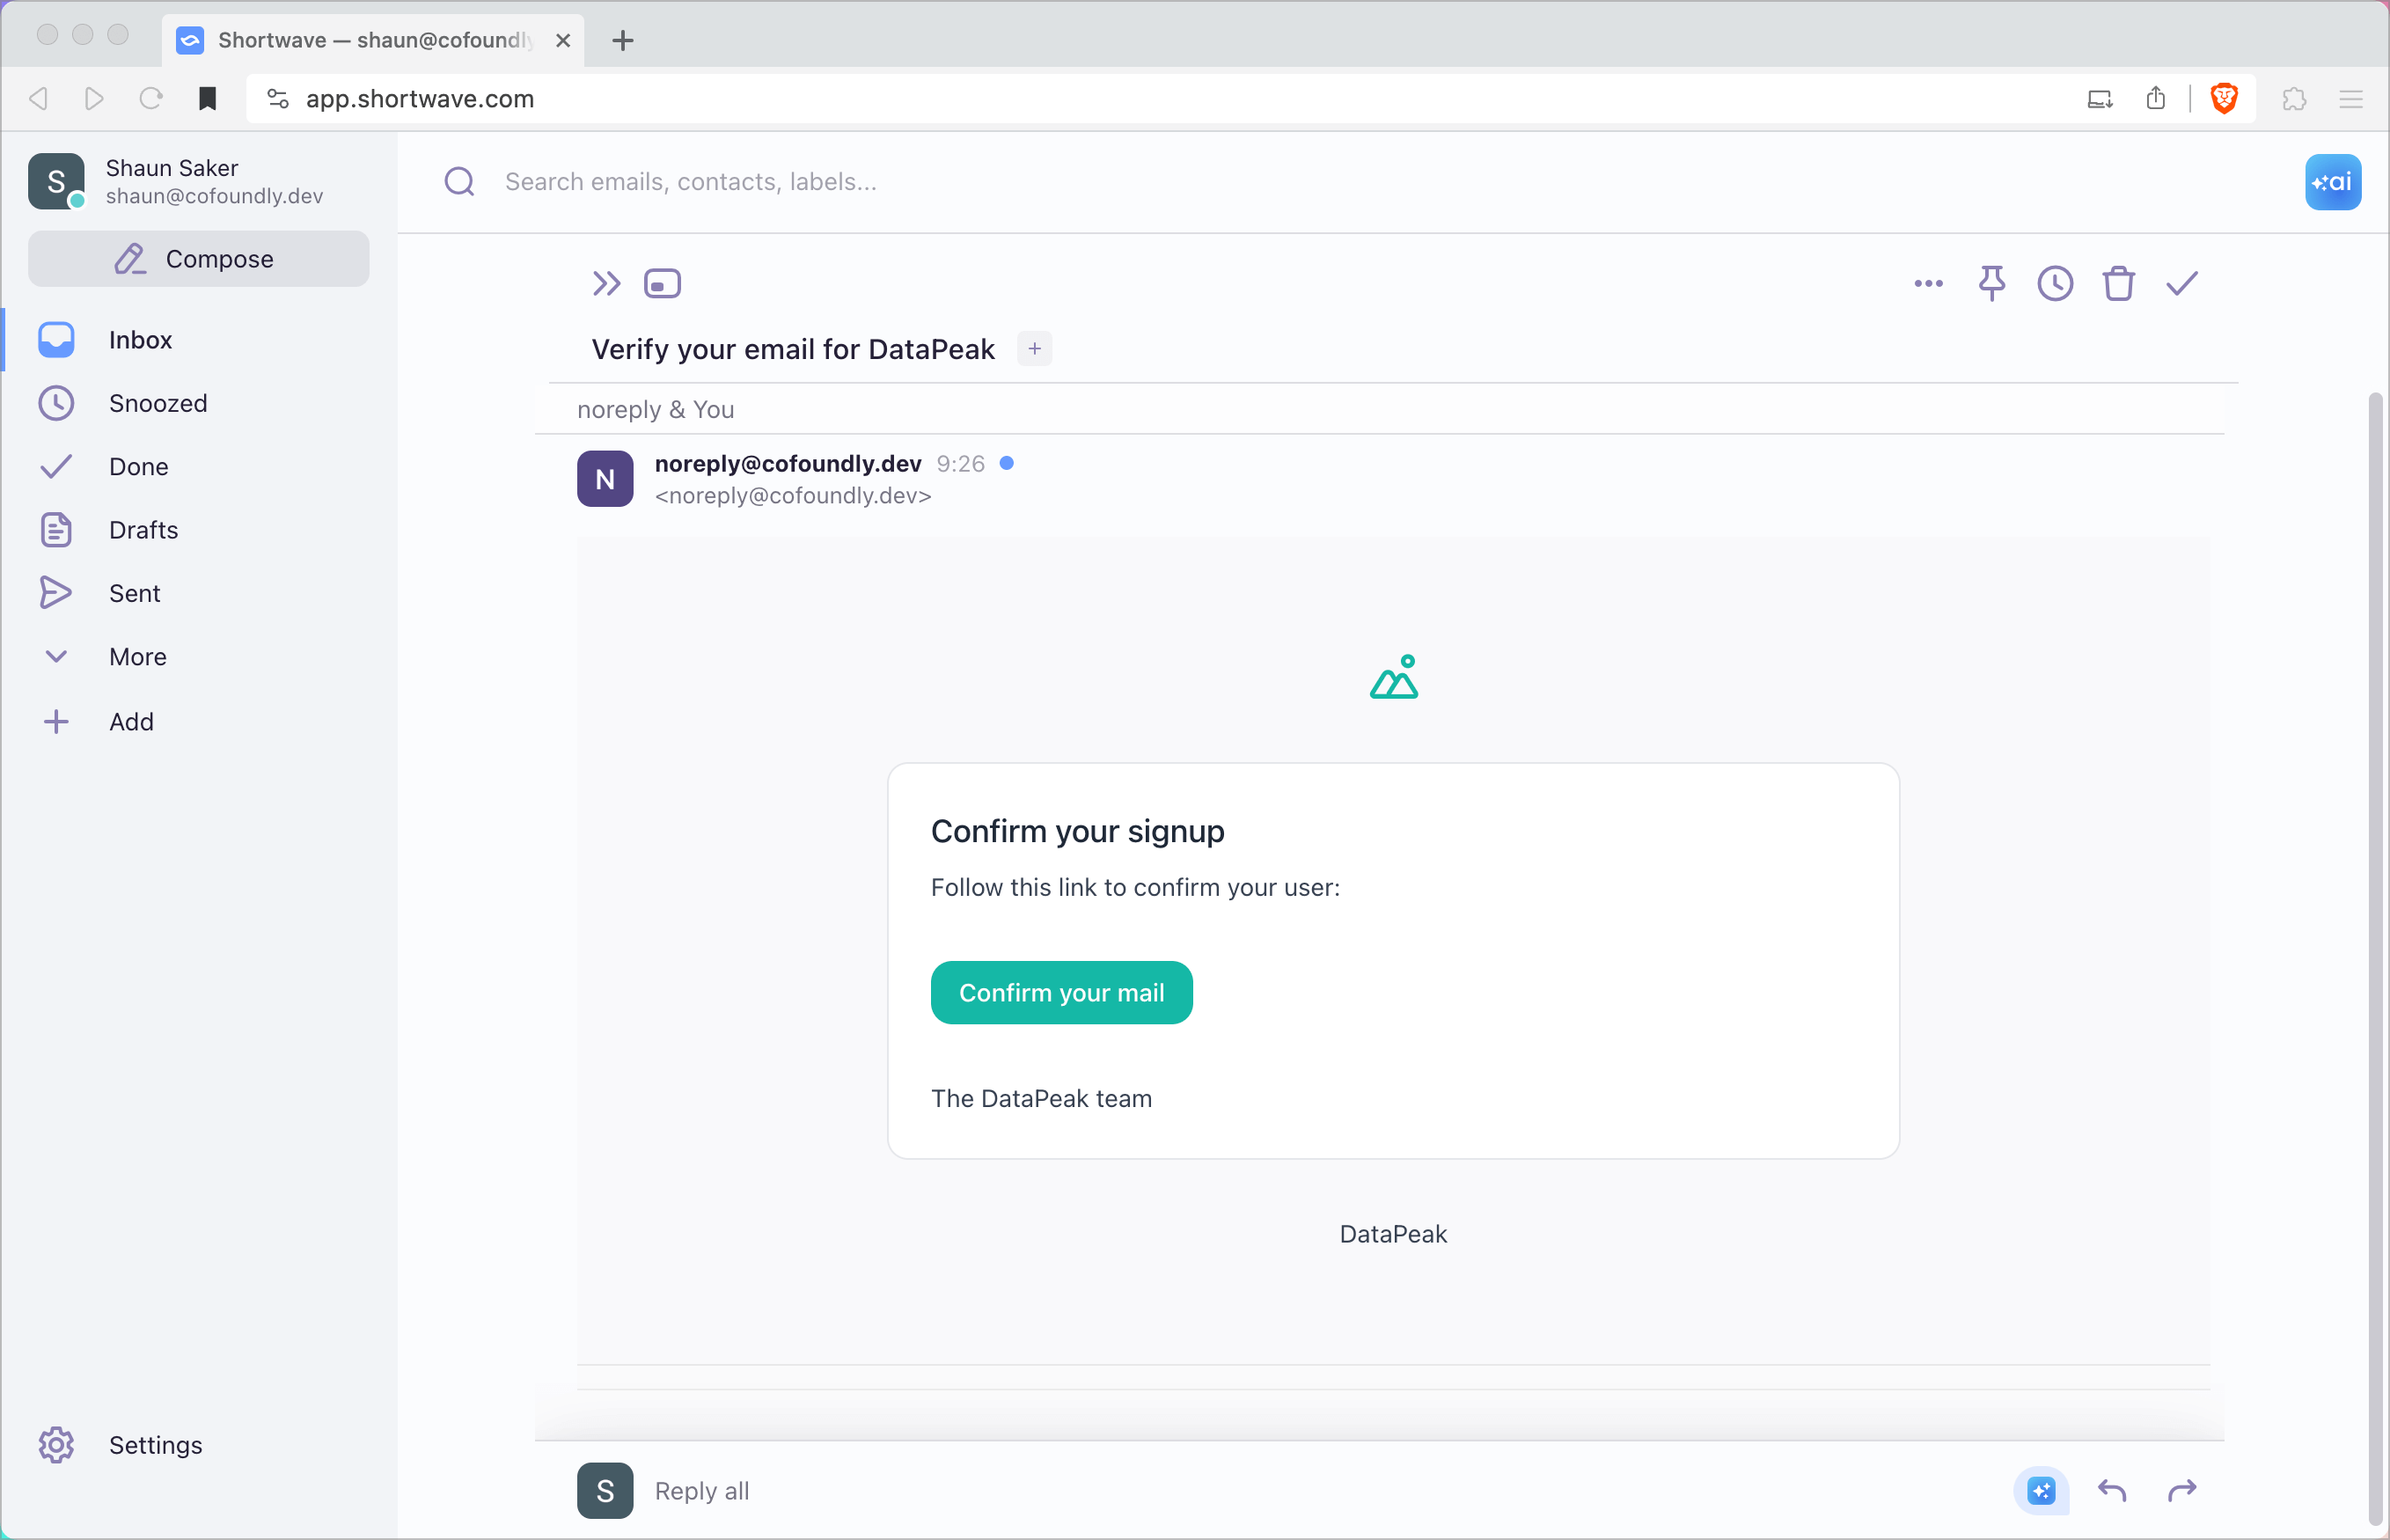 Shortwave — shaun@cofoundly
app.shortwave.com
S
Shaun Saker
shaun@cofoundly.dev
Search emails, contacts, labels...
ai
Compose
Inbox
Snoozed
Done
Drafts
Sent
More
Add
Settings
Verify your email for DataPeak
noreply & You
N
noreply@cofoundly.dev 9:26
<noreply@cofoundly.dev>
Confirm your signup
Follow this link to confirm your user:
Confirm your mail
The DataPeak team
DataPeak
S
Reply all